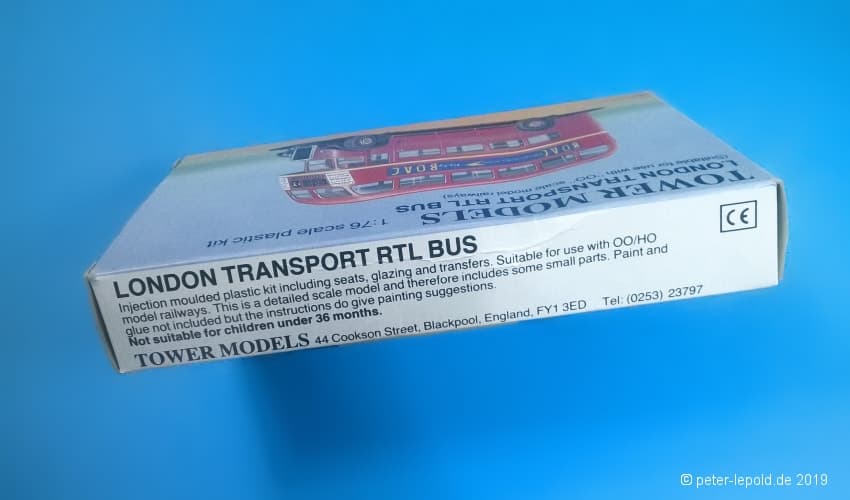 TOWER MODELS
LONDON TRANSPORT RTL BUS
(Suitable for use with "OO" scale model railways)
1:76 scale plastic kit
BOAC
BOAC
LONDON TRANSPORT RTL BUS
Injection moulded plastic kit including seats, glazing and transfers. Suitable for use with OO/HO
model railways. This is a detailed scale model and therefore includes some small parts. Paint and
glue not included but the instructions do give painting suggestions.
Not suitable for children under 36 months.
TOWER MODELS 44 Cookson Street, Blackpool, England, FY1 3ED Tel: (0253) 23797
CE
© peter-lepold.de 2019